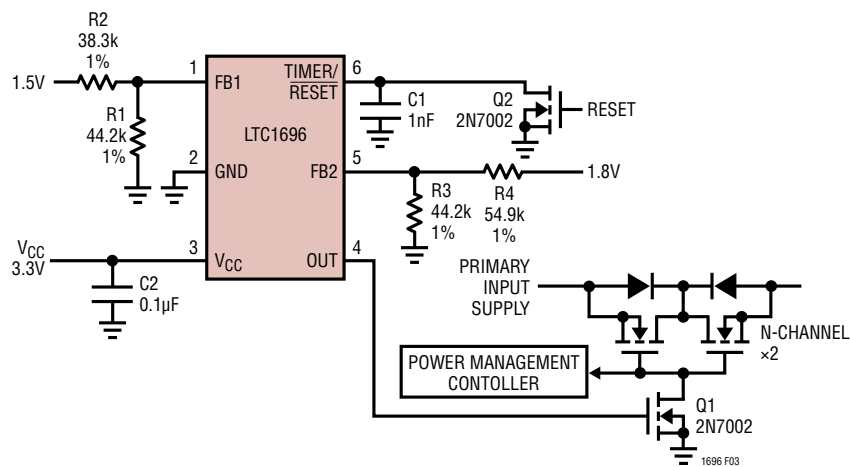 R2
38.3k
1%
1.5V
R1
44.2k
1%
1
FB1
TIMER/
RESET
6
C1
1nF
Q2
2N7002
RESET
LTC1696
2
GND
FB2
5
R3
44.2k
1%
R4
54.9k
1%
1.8V
VCC
3.3V
3
VCC
OUT
4
C2
0.1µF
PRIMARY
INPUT
SUPPLY
N-CHANNEL
×2
POWER MANAGEMENT
CONTOLLER
Q1
2N7002
1696 F03